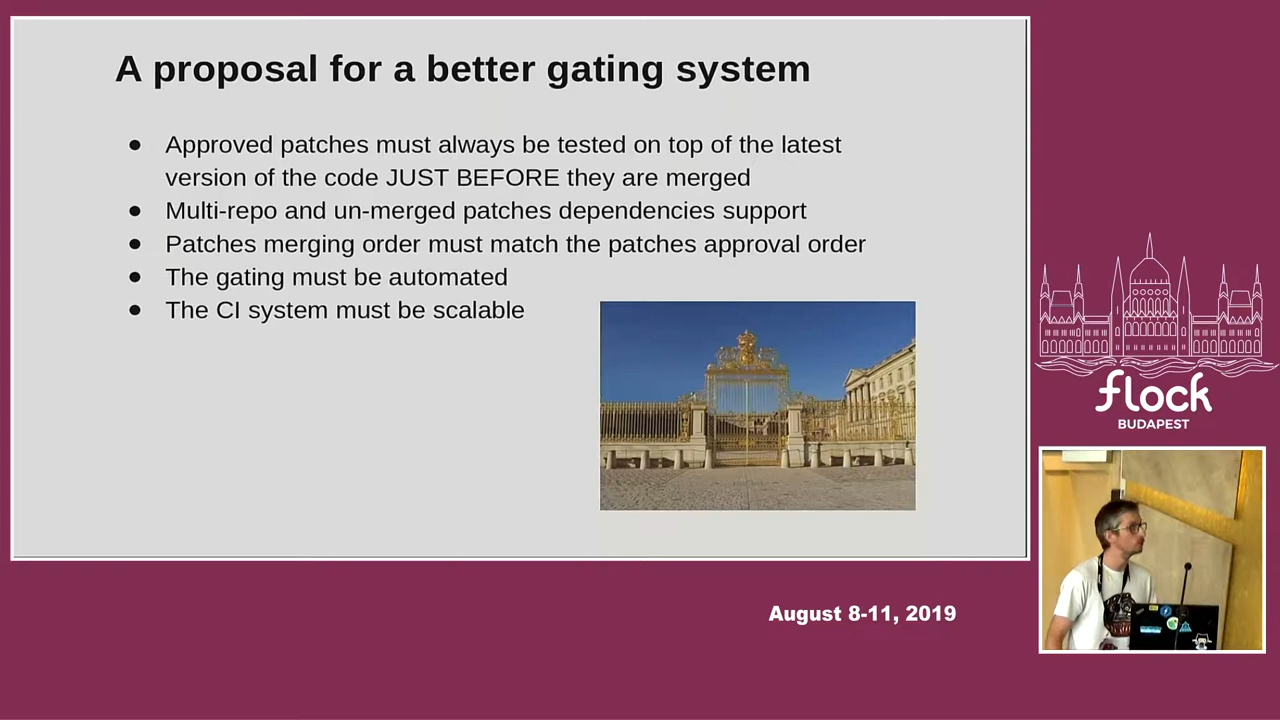 A proposal for a better gating system
● Approved patches must always be tested on top of the latest
version of the code JUST BEFORE they are merged
● Multi-repo and un-merged patches dependencies support
● Patches merging order must match the patches approval order
● The gating must be automated
● The CI system must be scalable
flock
BUDAPEST
August 8-11, 2019